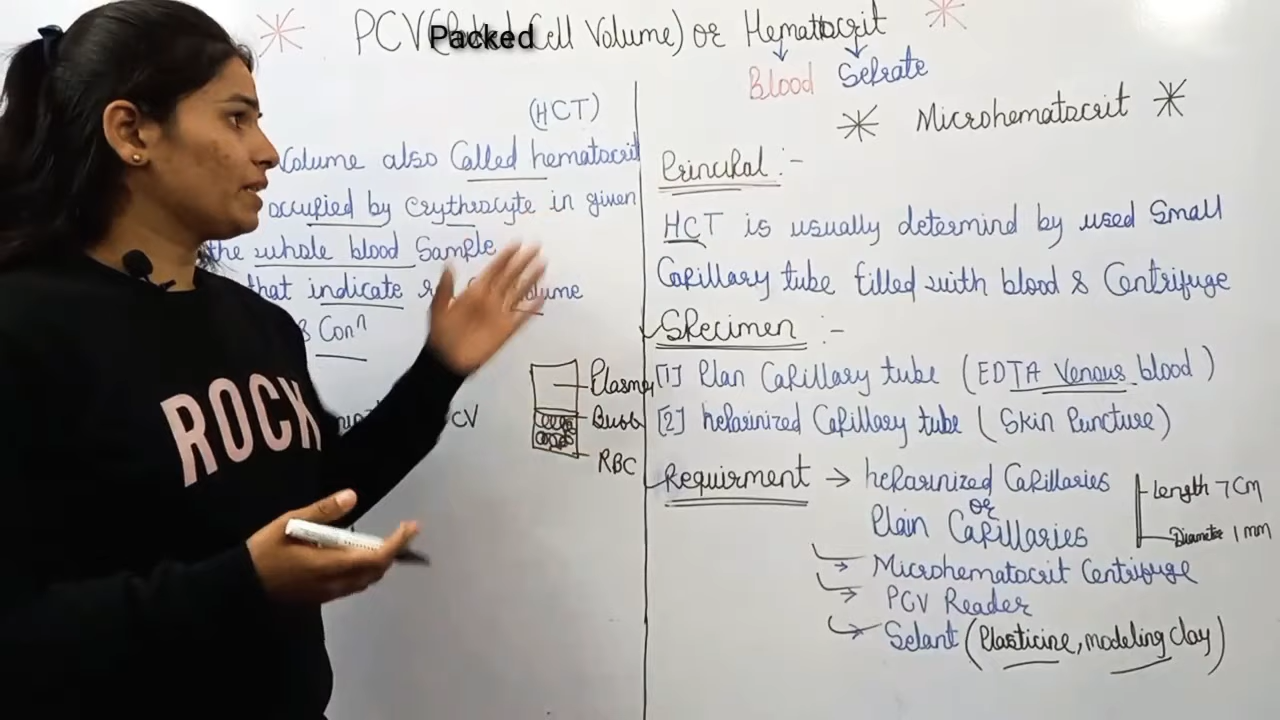 PCV (Packed Cell Volume) or Hematocrit
Blood Sefrate
(HCT)
Volume also Called hematocrit
occupied by erythrocyte in given
the whole blood Sample
that indicate
& Conⁿ
PCV
Plasma
Buff
RBC
ROCK
Microhematocrit
Principal :-
HCT is usually determind by used Small
Capillary tube filled with blood & Centrifuge
Specimen :-
[1] Plan Capillary tube (EDTA Venous blood)
[2] heparinized Capillary tube (Skin Puncture)
Requirment → heparinized Capillaries
or
Plain Capillaries
Length 7 Cm
Diameter 1 mm
→ Microhematocrit Centrifuge
→ PCV Reader
→ Selant (Plasticine, modeling clay)